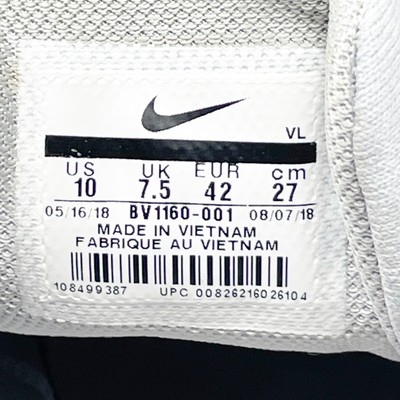 VL
US UK EUR cm
10 7.5 42 27
05/16/18 BV1160-001 08/07/18
MADE IN VIETNAM
FABRIQUE AU VIETNAM
108499387 UPC 00826216026104